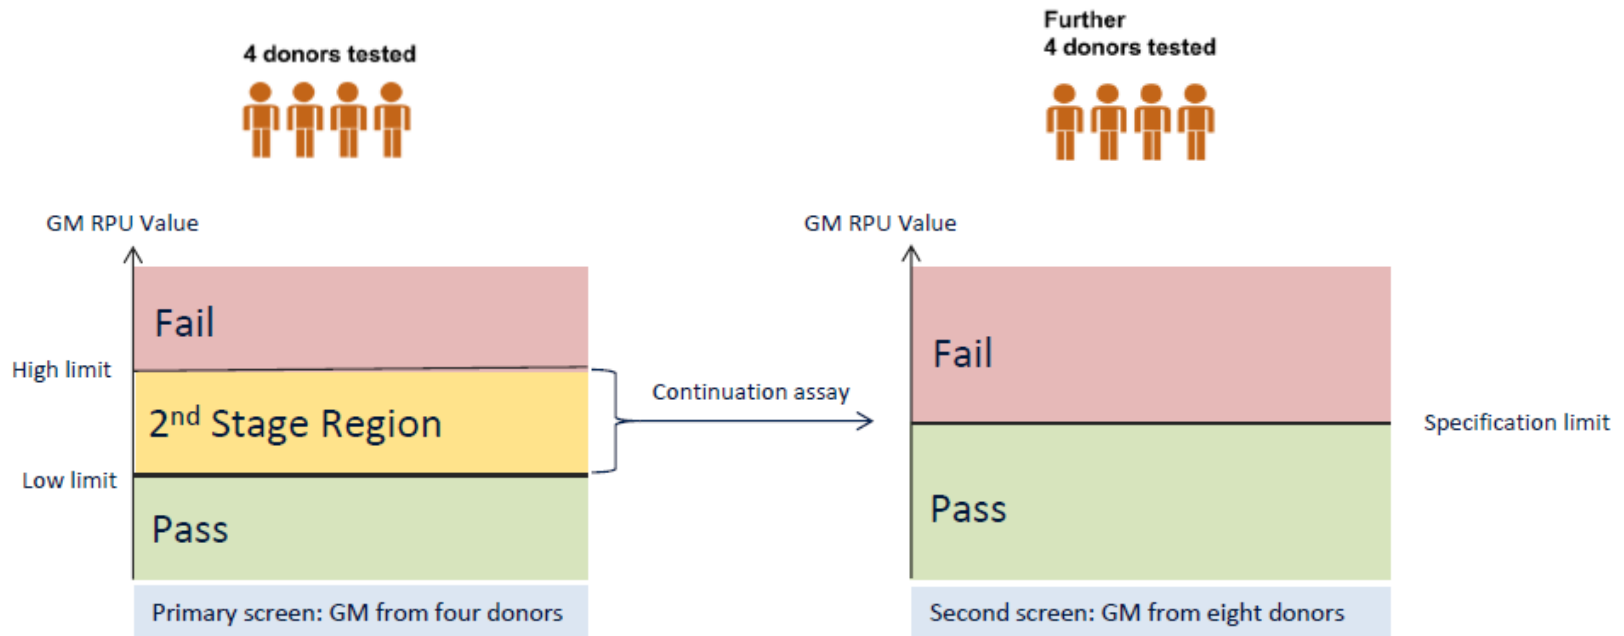 4 donors tested
Further
4 donors tested
GM RPU Value
GM RPU Value
Fail
High limit
2nd Stage Region
Low limit
Pass
Continuation assay
Fail
Specification limit
Pass
Primary screen: GM from four donors
Second screen: GM from eight donors